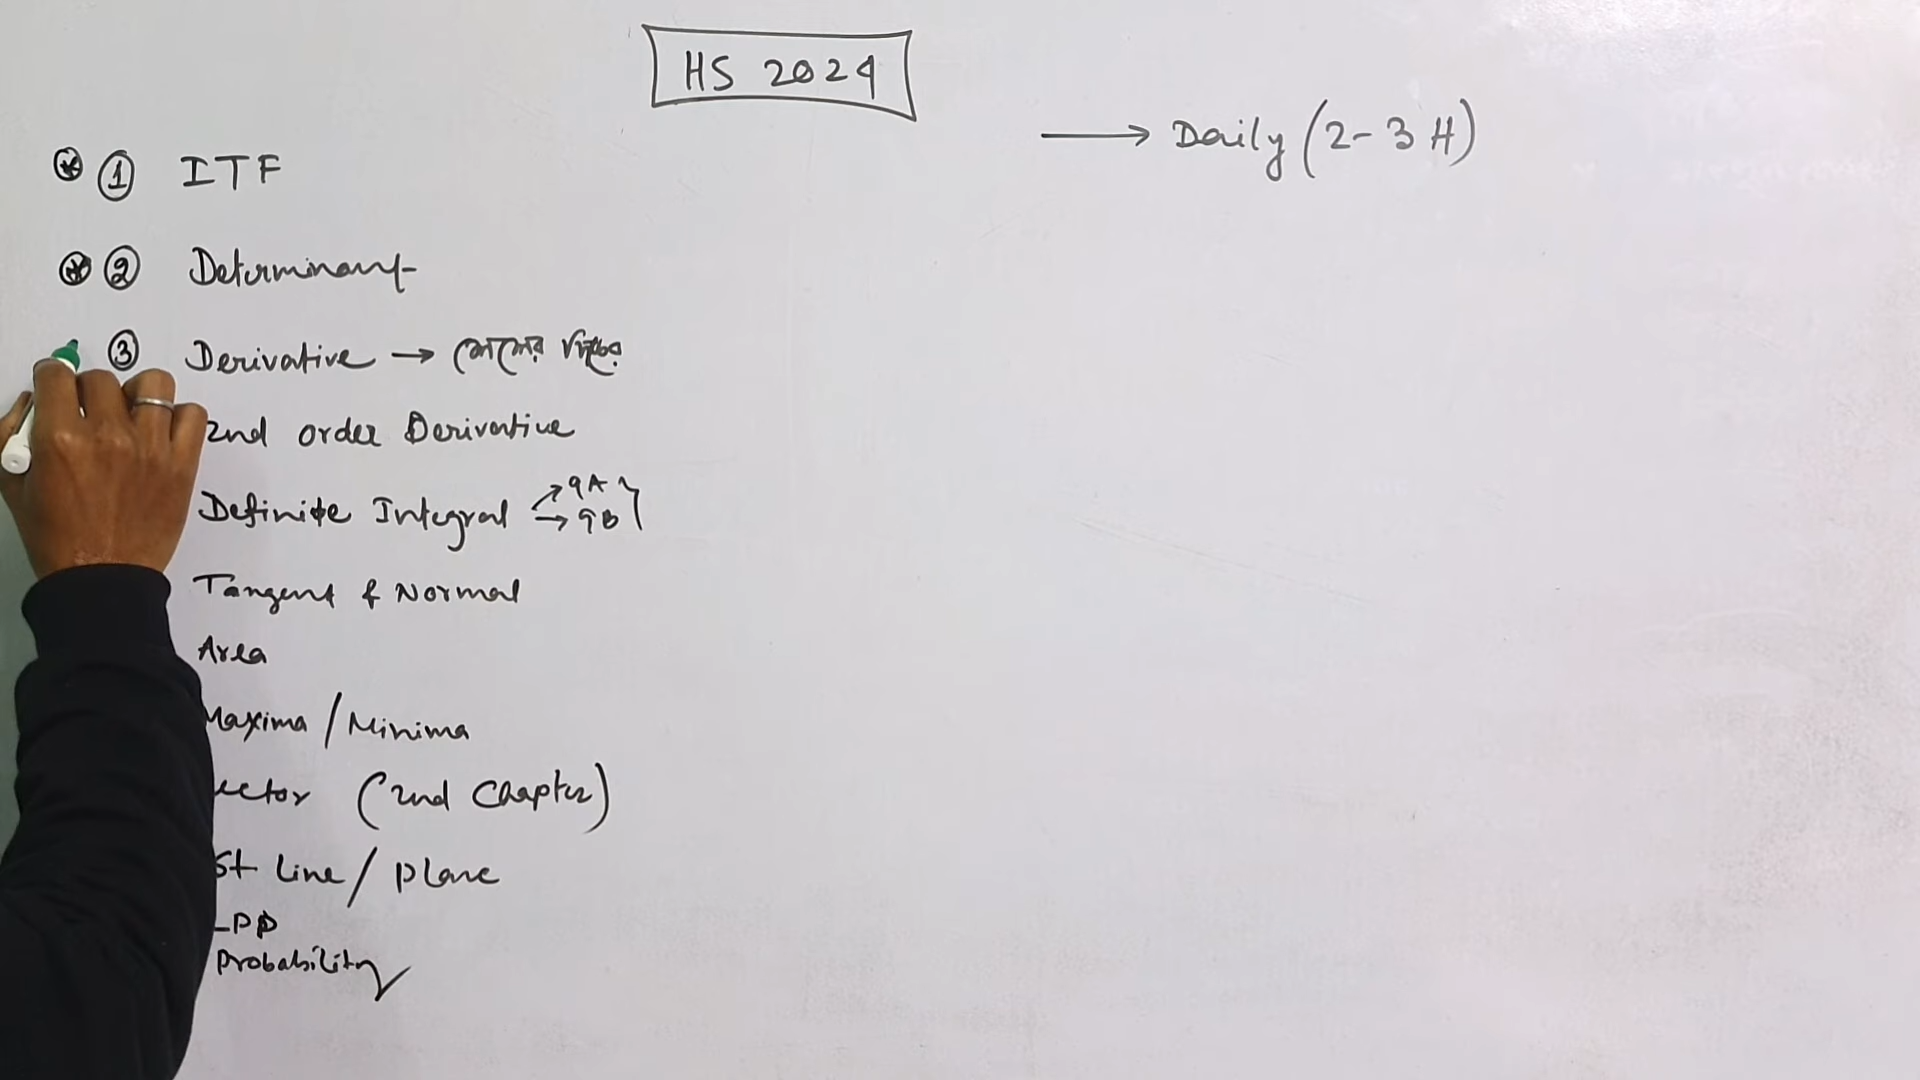 HS 2024
→ Daily (2-3 H)
① ITF
② Determinant
③ Derivative →
2nd order Derivative
Definite Integral → 9A
→ 9B
Tangent & Normal
Area
Maxima / Minima
ector (2nd Chapter)
St Line / plane
LPP
Probability